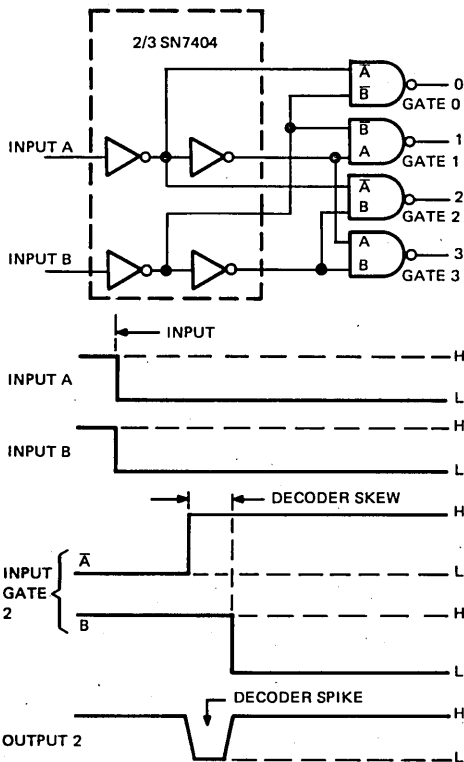 2/3 SN7404
A̅
B̅
0
GATE 0
INPUT A
B̅
A
1
GATE 1
A̅
B
2
GATE 2
INPUT B
A
B
3
GATE 3
INPUT
H
INPUT A
L
H
INPUT B
L
DECODER SKEW
H
A̅
L
INPUT
GATE
2
H
B
L
DECODER SPIKE
H
OUTPUT 2
L